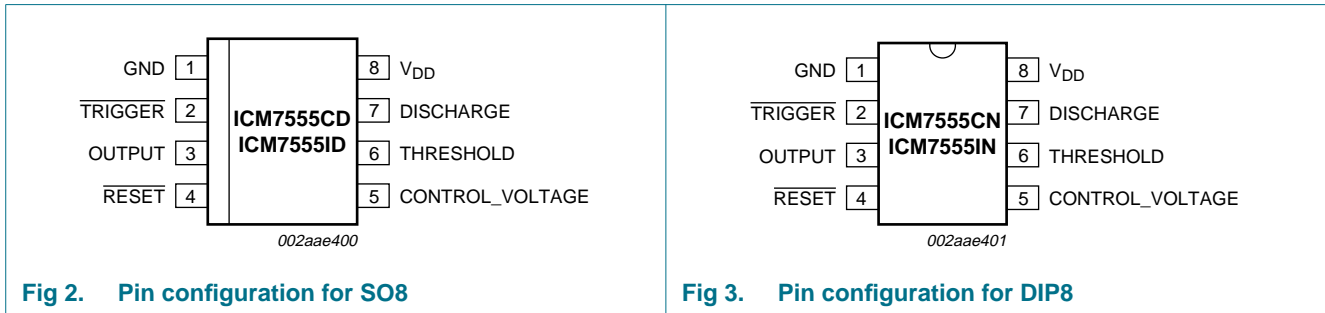 GND 1 8 VDD
TRIGGER 2 7 DISCHARGE
ICM7555CD
ICM7555ID
OUTPUT 3 6 THRESHOLD
RESET 4 5 CONTROL_VOLTAGE
002aae400
Fig 2. Pin configuration for SO8
GND 1 8 VDD
TRIGGER 2 7 DISCHARGE
ICM7555CN
ICM7555IN
OUTPUT 3 6 THRESHOLD
RESET 4 5 CONTROL_VOLTAGE
002aae401
Fig 3. Pin configuration for DIP8